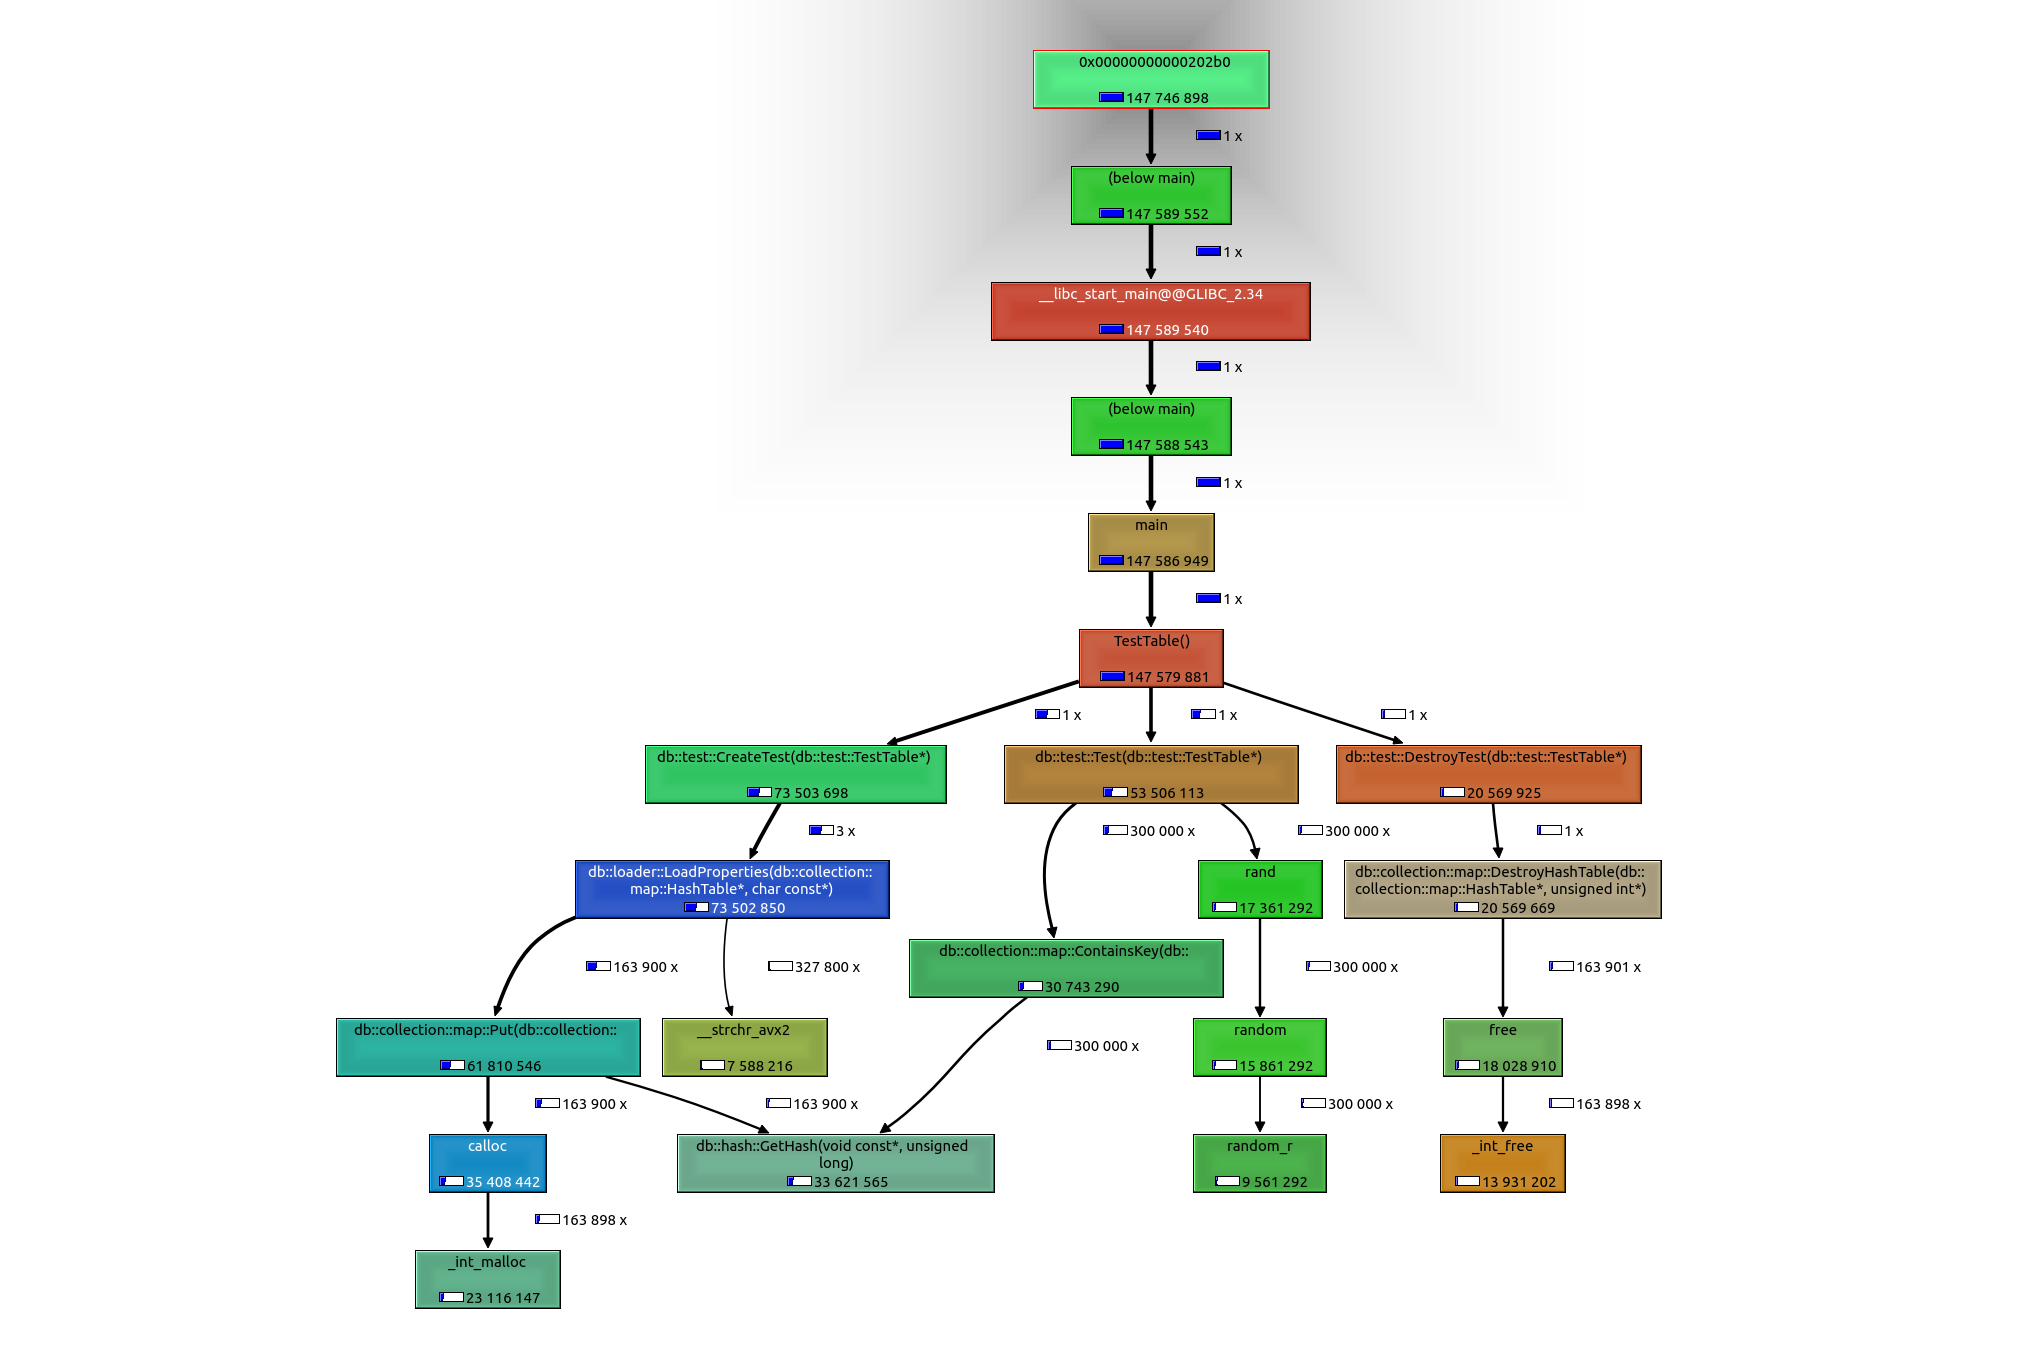 0x00000000000202b0
147 746 898
1 x
(below main)
147 589 552
1 x
__libc_start_main@@GLIBC_2.34
147 589 540
1 x
(below main)
147 588 543
1 x
main
147 586 949
1 x
TestTable()
147 579 881
1 x
1 x
1 x
db::test::CreateTest(db::test::TestTable*)
73 503 698
db::test::Test(db::test::TestTable*)
53 506 113
db::test::DestroyTest(db::test::TestTable*)
20 569 925
3 x
300 000 x
300 000 x
1 x
db::loader::LoadProperties(db::collection::
map::HashTable*, char const*)
73 502 850
rand
17 361 292
db::collection::map::DestroyHashTable(db::
collection::map::HashTable*, unsigned int*)
20 569 669
db::collection::map::ContainsKey(db::
30 743 290
163 900 x
327 800 x
300 000 x
163 901 x
db::collection::map::Put(db::collection::
61 810 546
__strchr_avx2
7 588 216
300 000 x
random
15 861 292
free
18 028 910
163 900 x
163 900 x
300 000 x
163 898 x
calloc
35 408 442
db::hash::GetHash(void const*, unsigned
long)
33 621 565
random_r
9 561 292
_int_free
13 931 202
163 898 x
_int_malloc
23 116 147